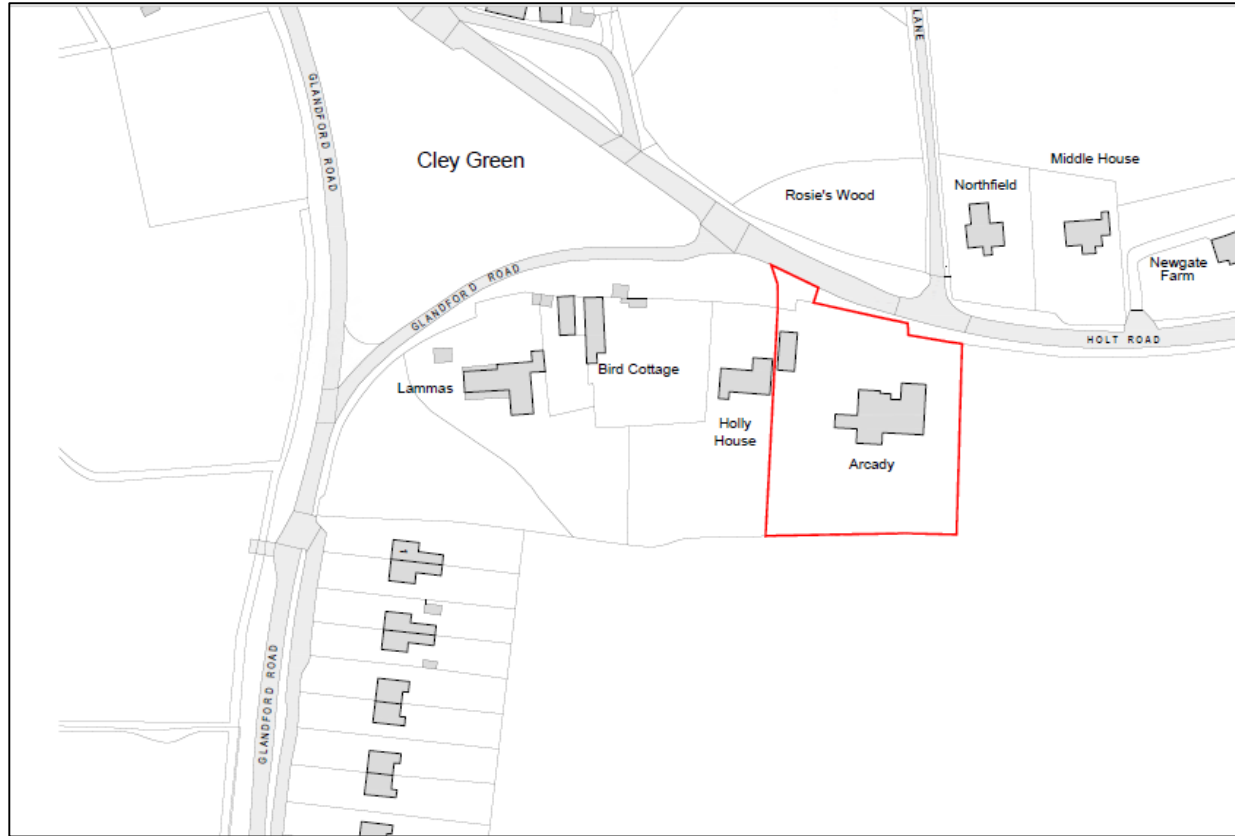 LANE
GLANDFORD ROAD
Cley Green
Middle House
Northfield
Rosie's Wood
Newgate
Farm
GLANDFORD ROAD
HOLT ROAD
Bird Cottage
Lammas
Holly
House
Arcady
GLANDFORD ROAD